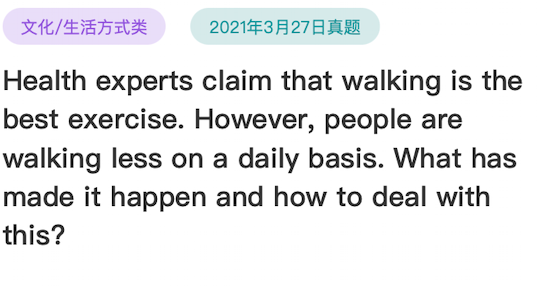 文化/生活方式类 2021年3月27日真题
Health experts claim that walking is the
best exercise. However, people are
walking less on a daily basis. What has
made it happen and how to deal with
this?